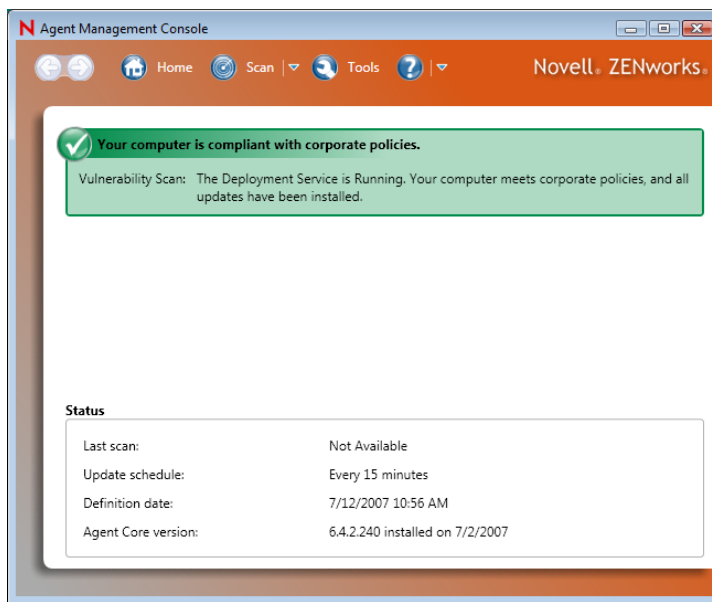 N Agent Management Console
Home Scan Tools ? Novell® ZENworks®
Your computer is compliant with corporate policies.
Vulnerability Scan: The Deployment Service is Running. Your computer meets corporate policies, and all
updates have been installed.
Status
Last scan: Not Available
Update schedule: Every 15 minutes
Definition date: 7/12/2007 10:56 AM
Agent Core version: 6.4.2.240 installed on 7/2/2007